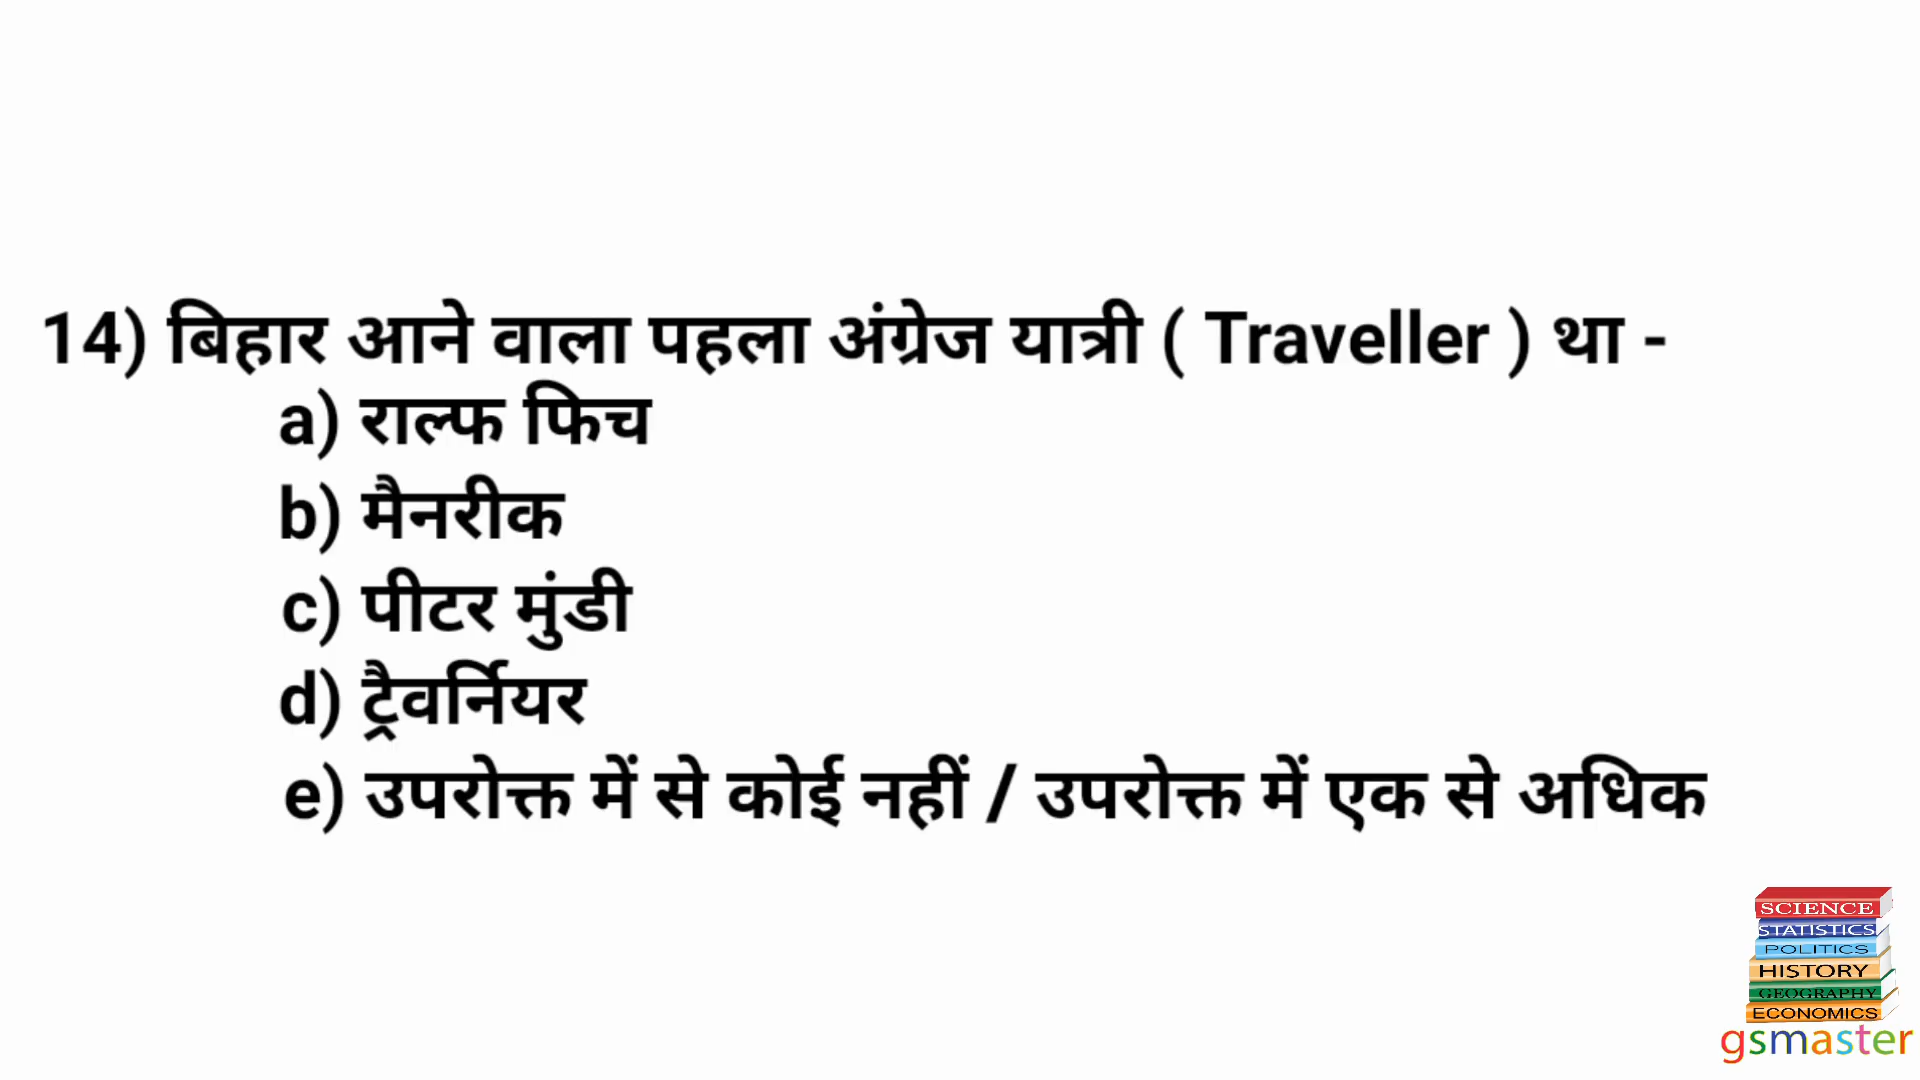 14) बिहार आने वाला पहला अंग्रेज यात्री ( Traveller ) था -
a) राल्फ फिच
b) मैनरीक
c) पीटर मुंडी
d) ट्रैवर्नियर
e) उपरोक्त में से कोई नहीं / उपरोक्त में एक से अधिक
SCIENCE
STATISTICS
POLITICS
HISTORY
GEOGRAPHY
ECONOMICS
gsmaster